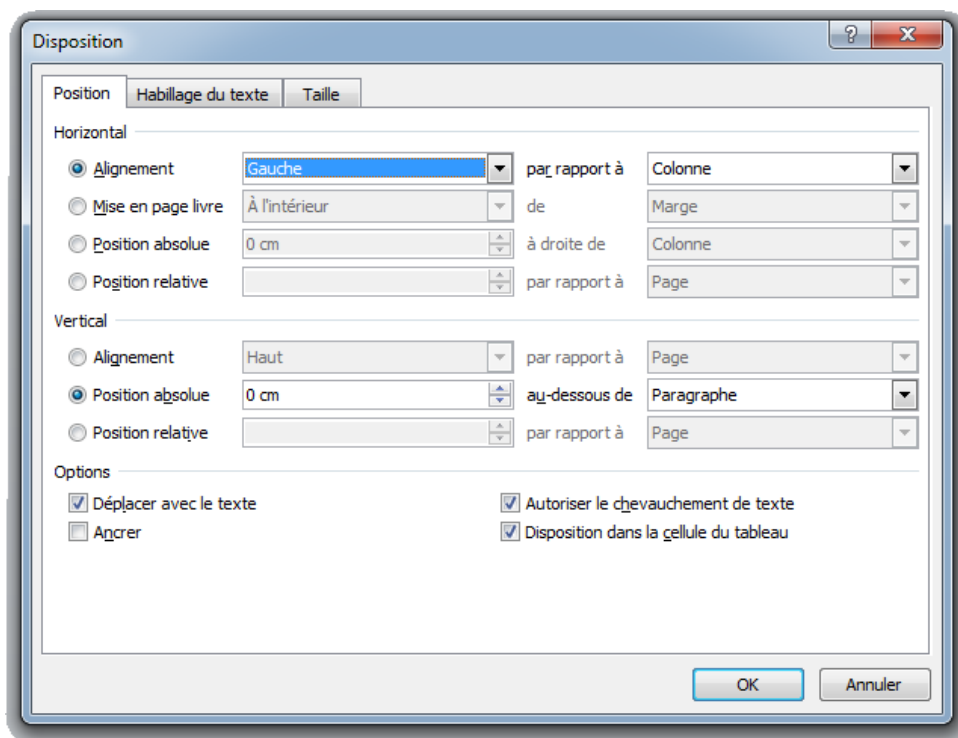 Disposition
Position Habillage du texte Taille
Horizontal
Alignement Gauche par rapport à Colonne
Mise en page livre À l'intérieur de Marge
Position absolue 0 cm à droite de Colonne
Position relative par rapport à Page
Vertical
Alignement Haut par rapport à Page
Position absolue 0 cm au-dessous de Paragraphe
Position relative par rapport à Page
Options
Déplacer avec le texte Autoriser le chevauchement de texte
Ancrer Disposition dans la cellule du tableau
OK Annuler